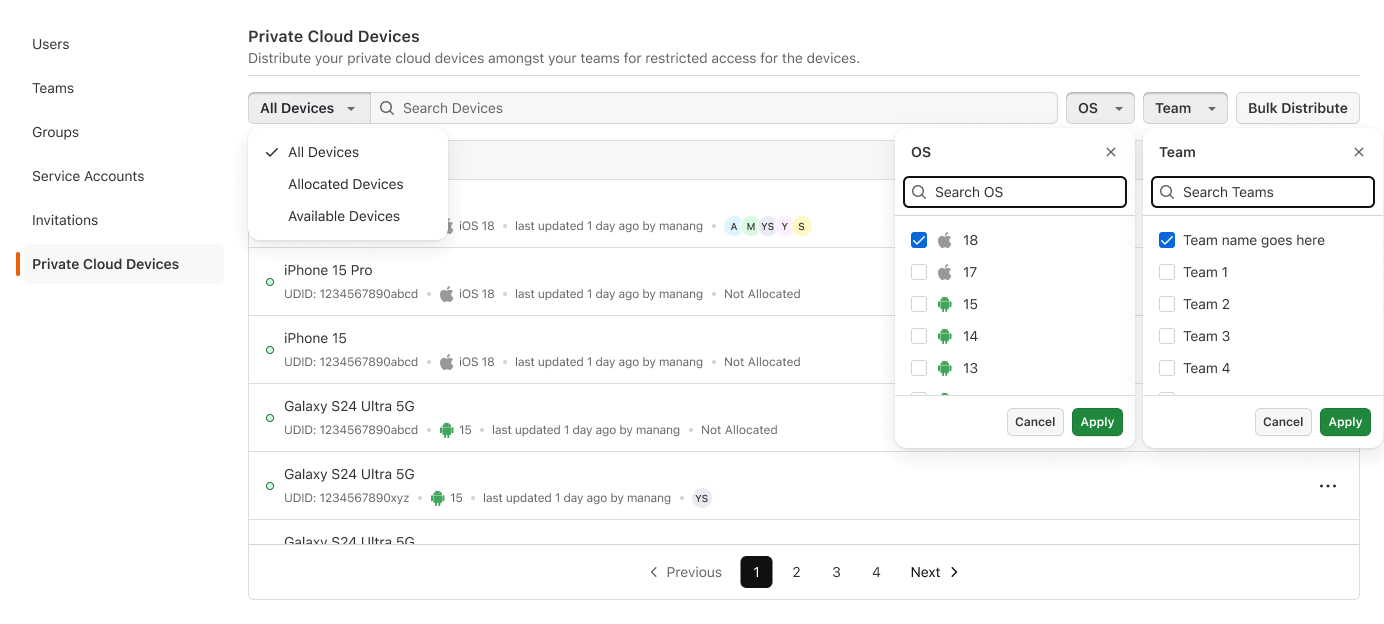 Users
Teams
Groups
Service Accounts
Invitations
Private Cloud Devices
Private Cloud Devices
Distribute your private cloud devices amongst your teams for restricted access for the devices.
All Devices
Search Devices
OS
Team
Bulk Distribute
All Devices
Allocated Devices
Available Devices
iOS 18 • last updated 1 day ago by manang • A M YS Y S
iPhone 15 Pro
UDID: 1234567890abcd • iOS 18 • last updated 1 day ago by manang • Not Allocated
iPhone 15
UDID: 1234567890abcd • iOS 18 • last updated 1 day ago by manang • Not Allocated
Galaxy S24 Ultra 5G
UDID: 1234567890abcd • 15 • last updated 1 day ago by manang • Not Allocated
Galaxy S24 Ultra 5G
UDID: 1234567890xyz • 15 • last updated 1 day ago by manang • YS
Galaxy S24 Ultra 5G
OS
Search OS
18
17
15
14
13
Cancel
Apply
Team
Search Teams
Team name goes here
Team 1
Team 2
Team 3
Team 4
Cancel
Apply
Previous 1 2 3 4 Next